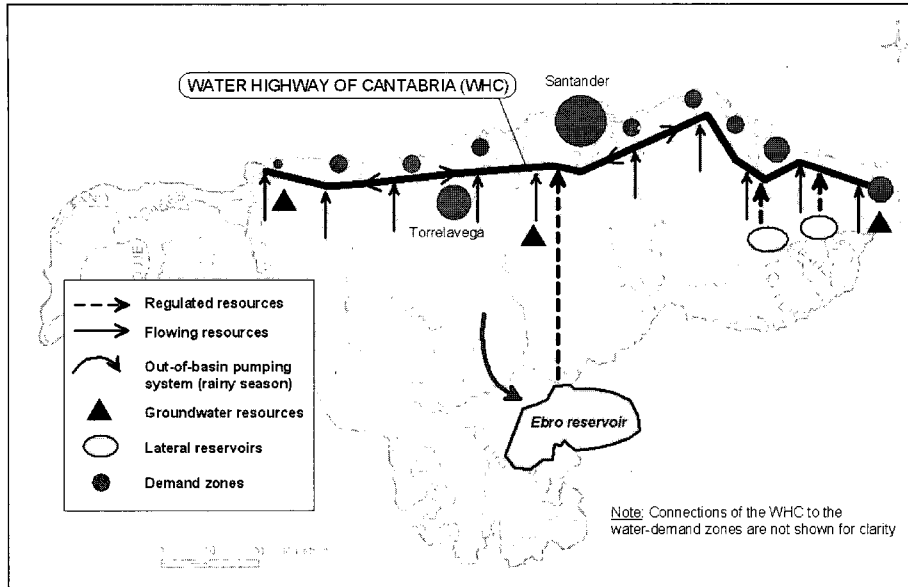 WATER HIGHWAY OF CANTABRIA (WHC)
Santander
Torrelavega
Regulated resources
Flowing resources
Out-of-basin pumping
system (rainy season)
Groundwater resources
Lateral reservoirs
Demand zones
Ebro reservoir
Note: Connections of the WHC to the
water-demand zones are not shown for clarity